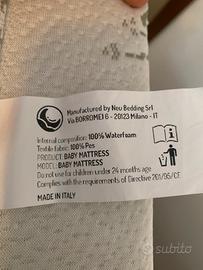 Manufactured by Neu Bedding Srl
Via BORROMEI 6 - 20123 Milano - IT
Internal composition: 100% Waterfoam
Textile fabric: 100% Pes
PRODUCT: BABY MATTRESS
MODEL: BABY MATTRESS
Do not use for children under 24 months age
Complies with the requirements of Directive 201/95/CE
MADE IN ITALY
subito